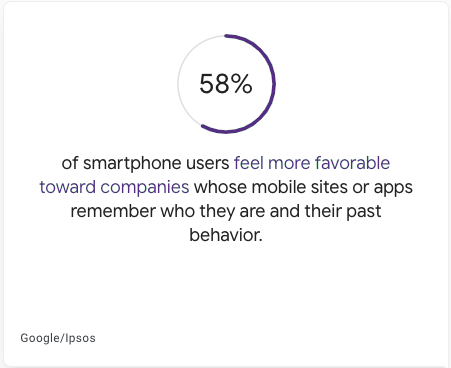 58%
of smartphone users feel more favorable
toward companies whose mobile sites or apps
remember who they are and their past
behavior.
Google/Ipsos